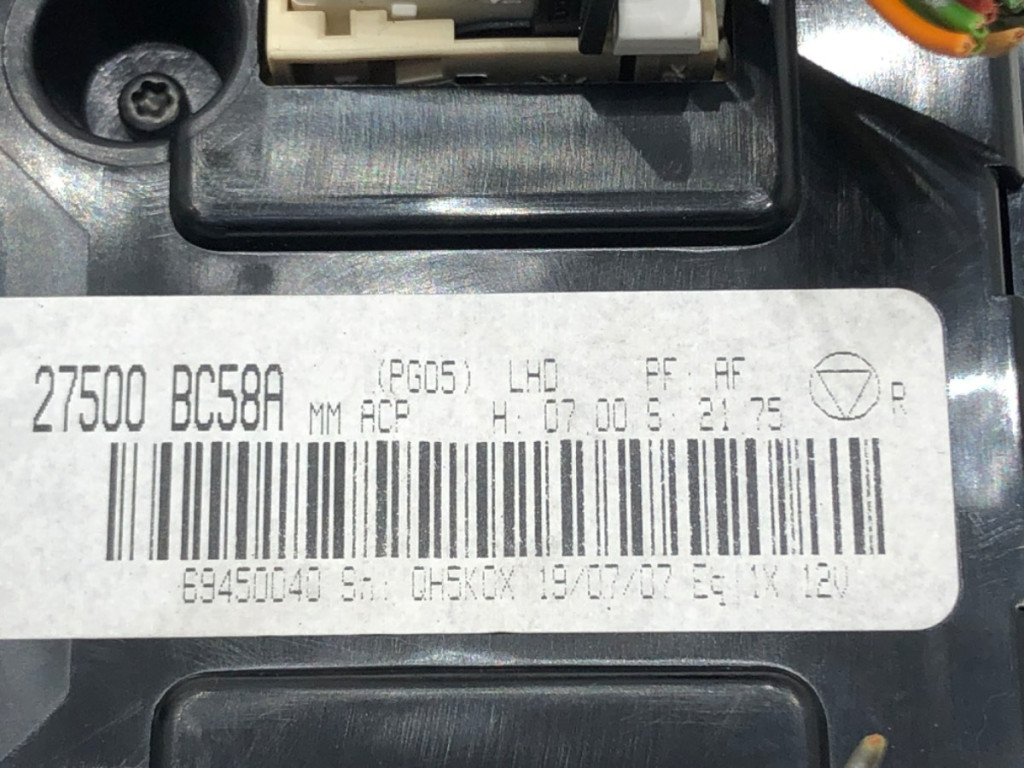 (PG05) LHD PF: AF
27500 BC58A MM ACP H: 07.00 S: 21.75 R
69450040 Sn: QH5K0X 19/07/07 Eq 1X 12V